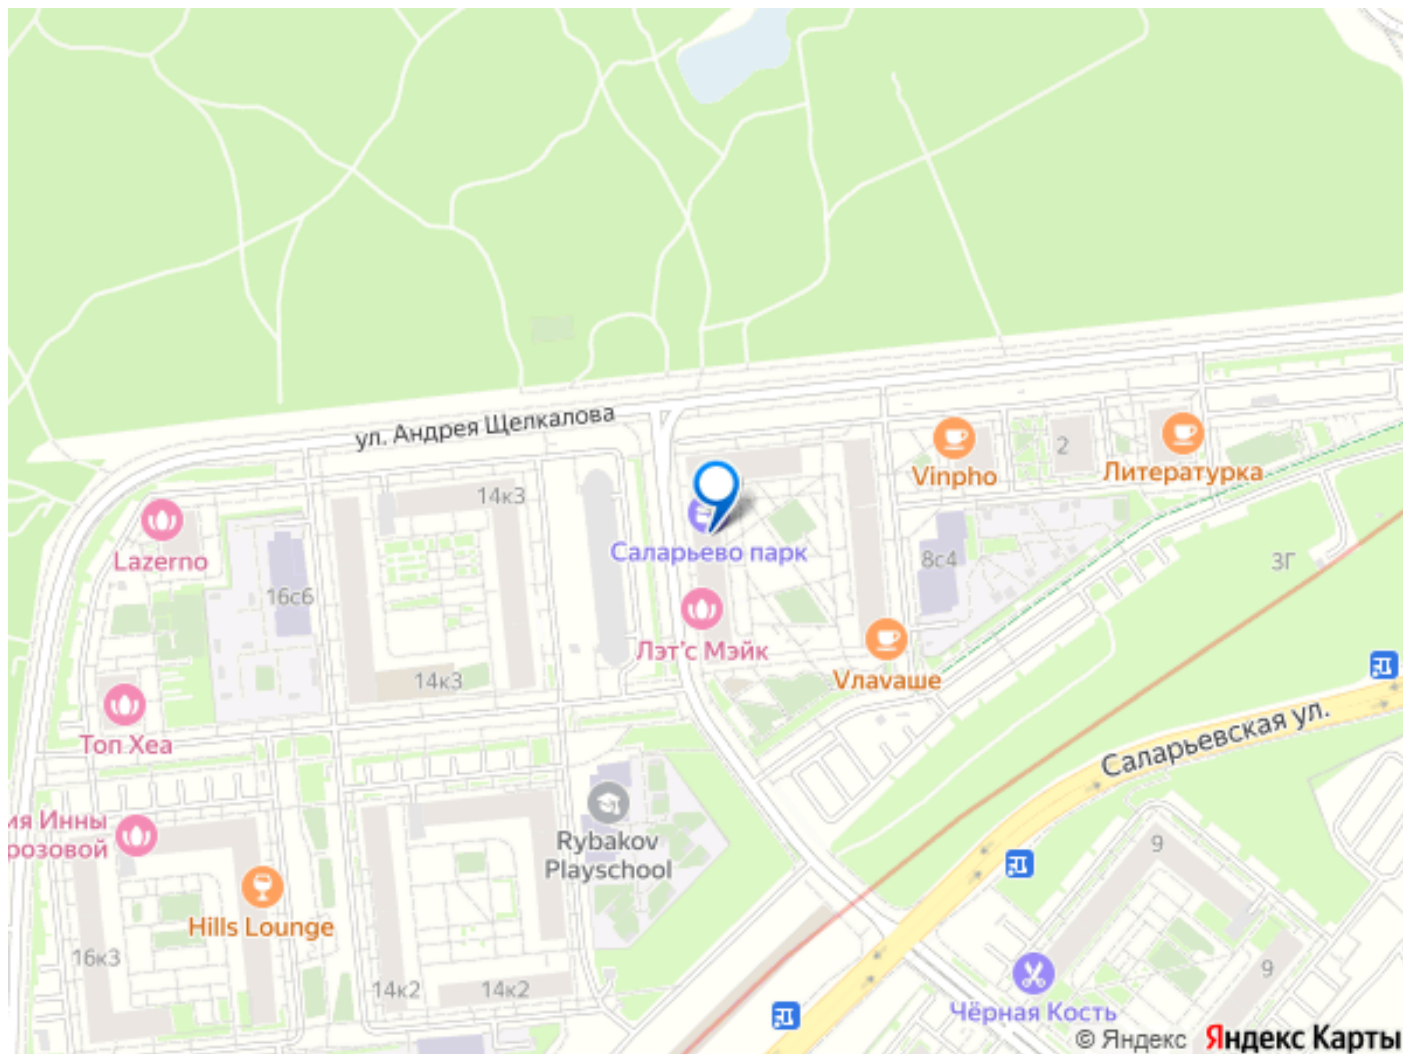 ул. Андрея Щелкалова
Vinpho
2
Литературка
14к3
Lazerno
Саларьево парк
8с4
3Г
16с6
Лэт'с Мэйк
14к3
Vлаvаше
Топ Хеа
Саларьевская ул.
ия Инны
розовой
Rybakov
Playschool
9
Hills Lounge
16к3
14к2
14к2
9
Чёрная Кость
© Яндекс Яндекс Карты